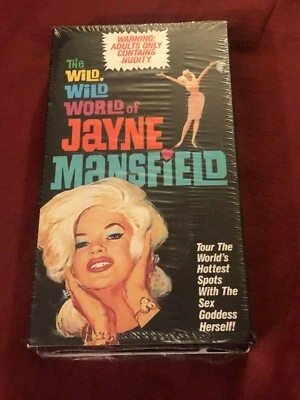 WARNING:
ADULTS ONLY
CONTAINS
NUDITY
The
WiLD,
WiLD
WORLD of
JAYNE
MANSFiELD
Tour The
World's
Hottest
Spots
With The
Sex
Goddess
Herself!